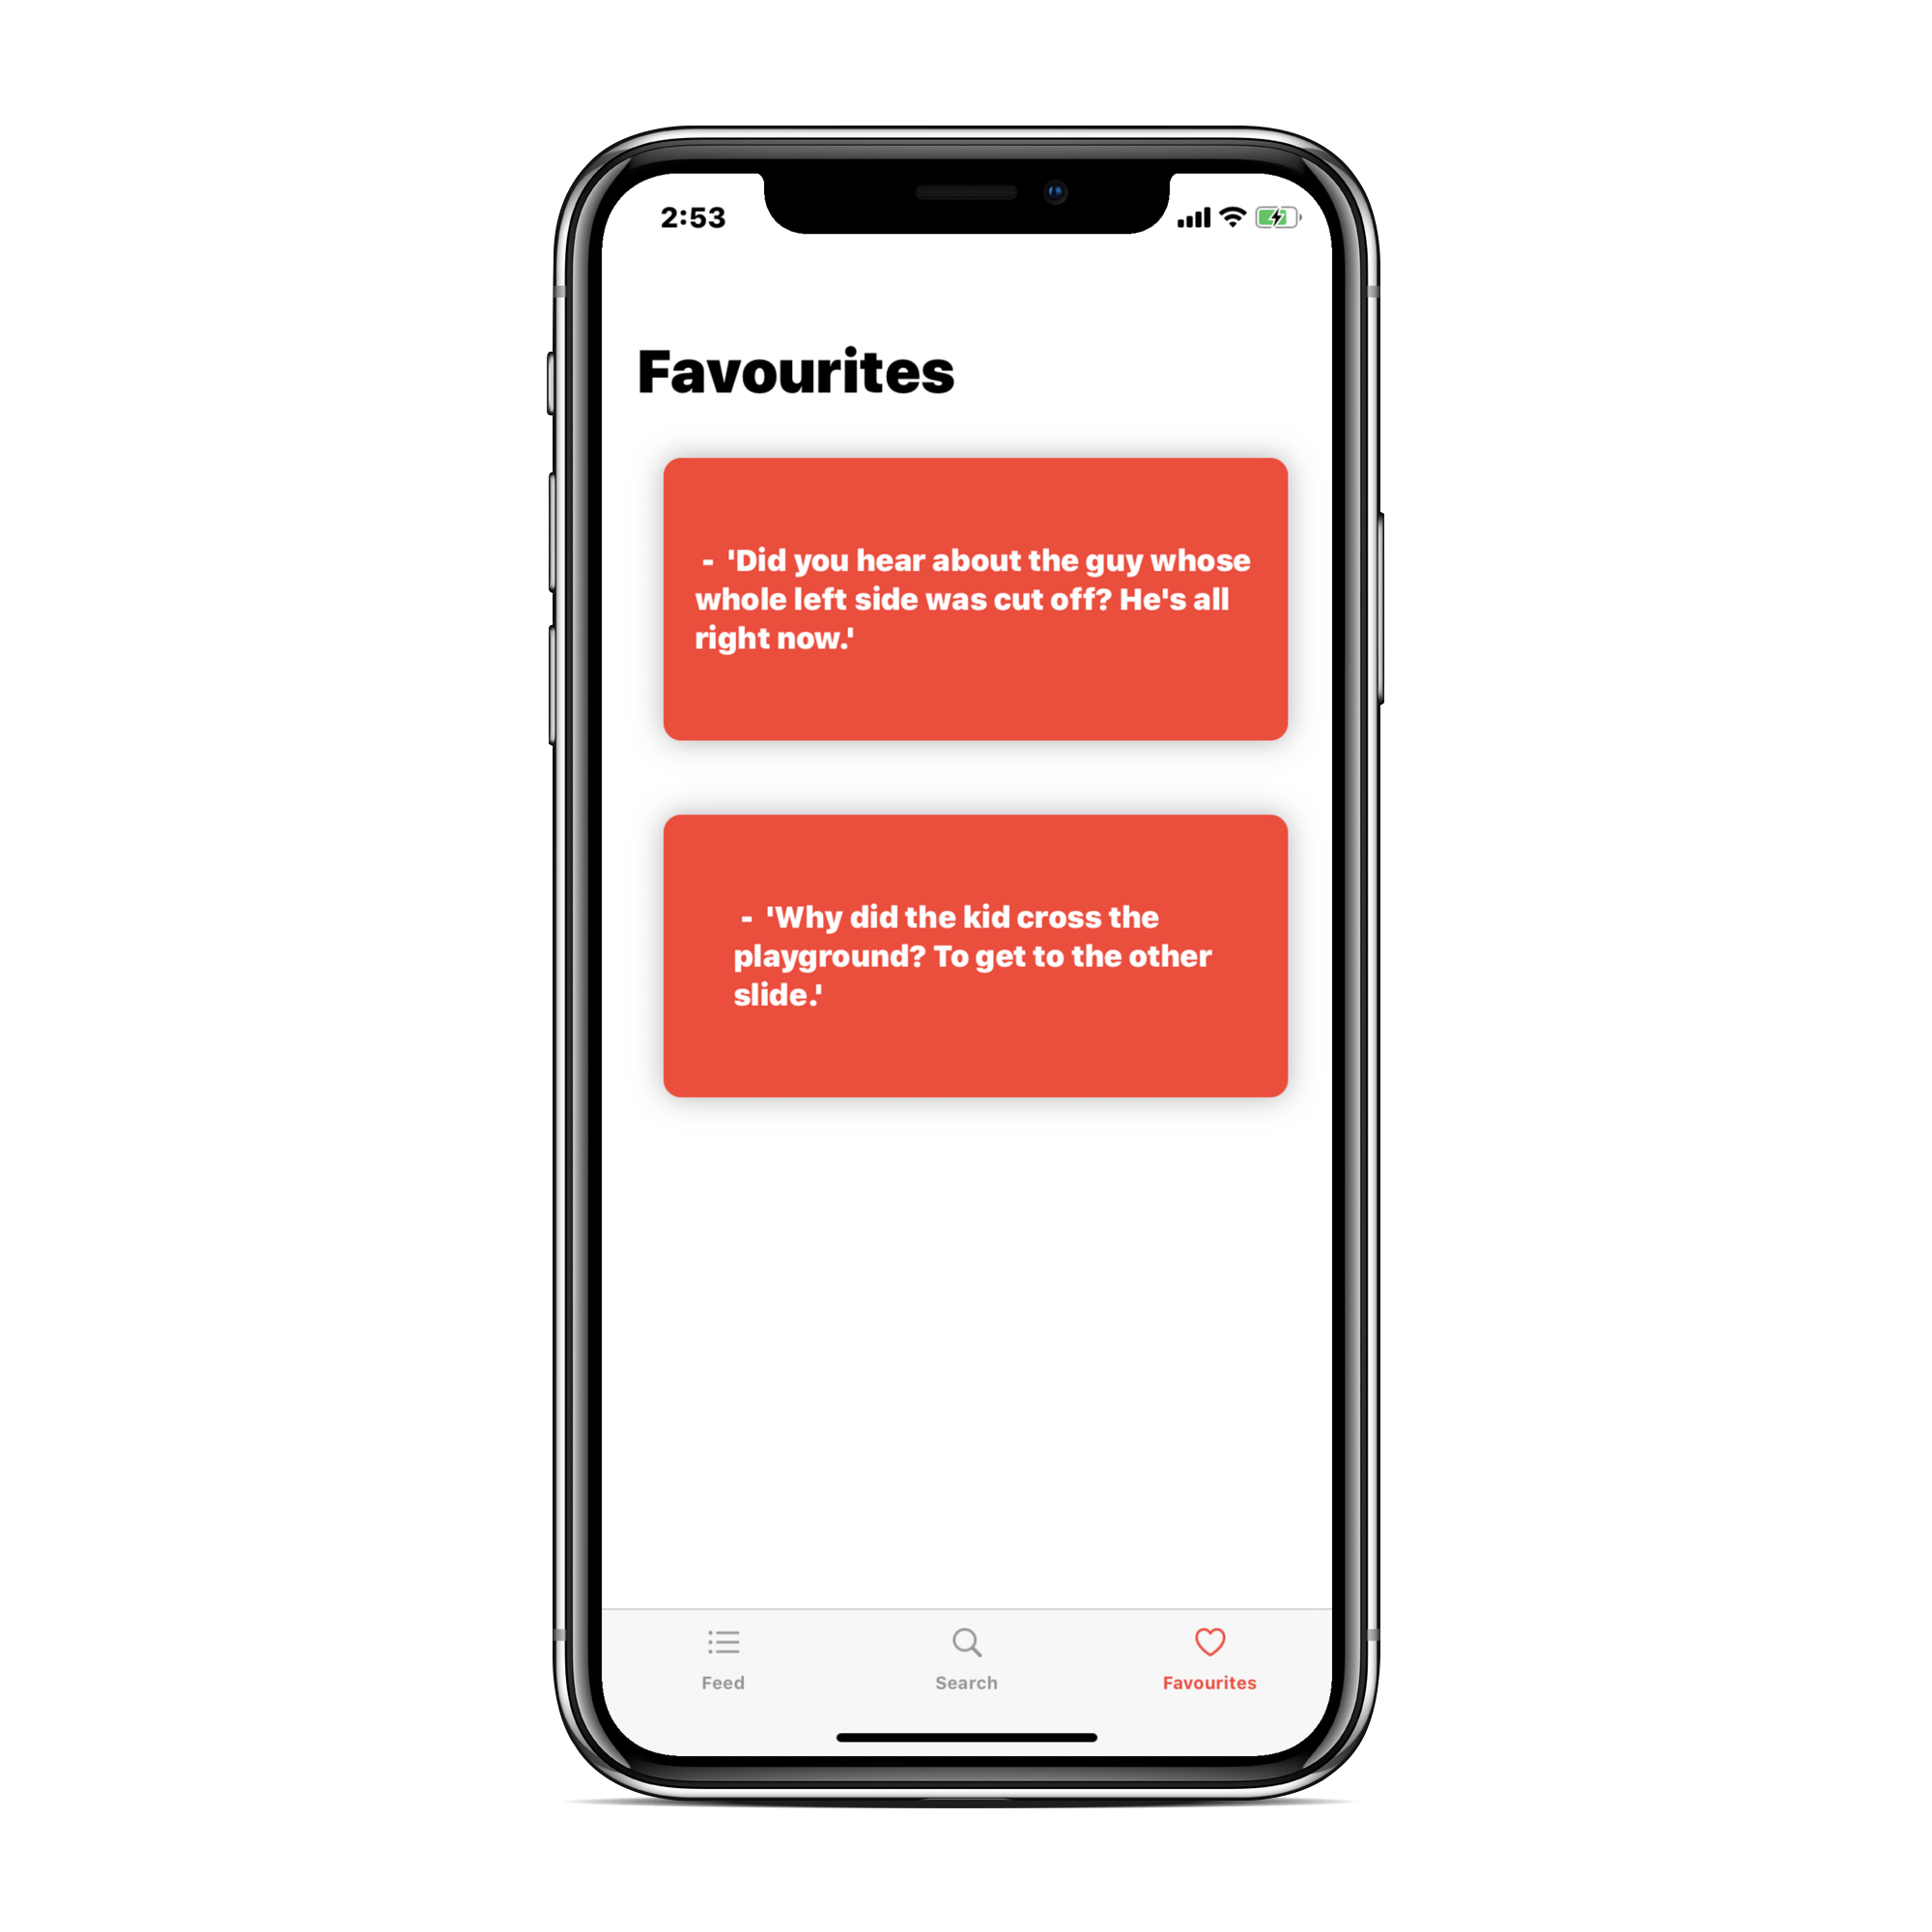 2:53
Favourites
- 'Did you hear about the guy whose
whole left side was cut off? He's all
right now.'
- 'Why did the kid cross the
playground? To get to the other
slide.'
Feed
Search
Favourites